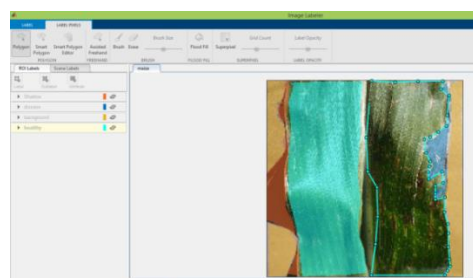 Image Labeler
LABEL
LABEL PIXELS
Polygon
Smart Polygon
Smart Polygon Editor
Assisted Freehand
Brush
Erase
Brush Size
Flood Fill
Superpixel
Grid Count
Label Opacity
POLYGON
FREEHAND
BRUSH
FLOOD FILL
SUPERPIXEL
LABEL OPACITY
ROI Labels
Scene Labels
Label
Sublabel
Attribute
Shadow
disease
background
healthy